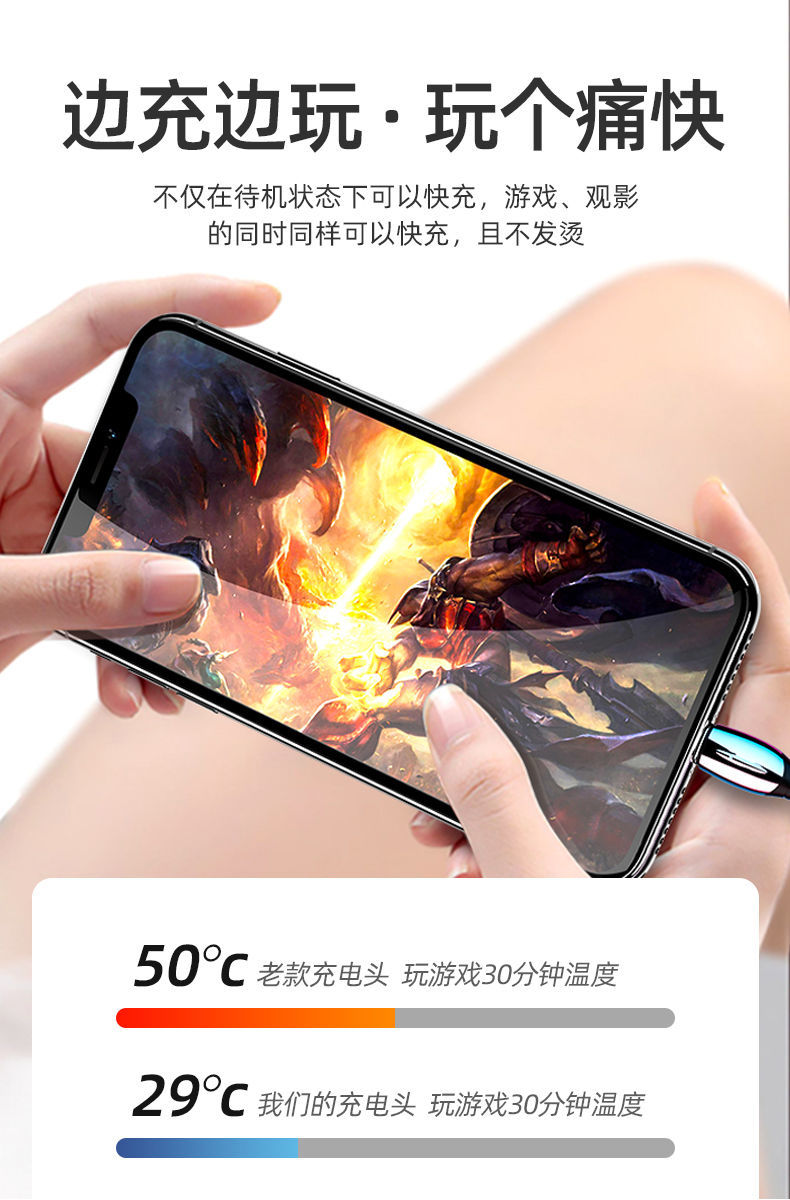 边充边玩·玩个痛快
不仅在待机状态下可以快充，游戏、观影
的同时同样可以快充，且不发烫
50°c 老款充电头 玩游戏30分钟温度
29°c 我们的充电头 玩游戏30分钟温度